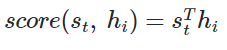 score(s_t, h_i) = s_t^T h_i